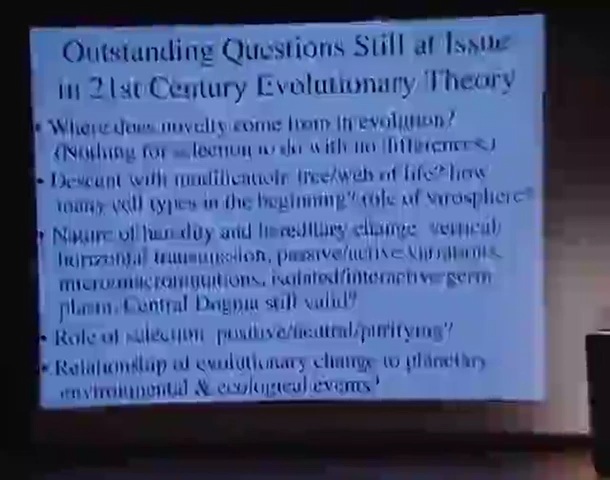 Outstanding Questions Still at Issue
in 21st Century Evolutionary Theory
• Where does novelty come from in evolution?
(Nothing for selection to do with no differences.)
• Descent with modification: tree/web of life? how
many cell types in the beginning? role of virosphere?
• Nature of heredity and hereditary change: vertical/
horizontal transmission, passive/active variations,
micro/macromutations, isolated/interactive germ
plasm, Central Dogma still valid?
• Role of selection: positive/neutral/purifying?
• Relationship of evolutionary change to planetary
environmental & ecological events?